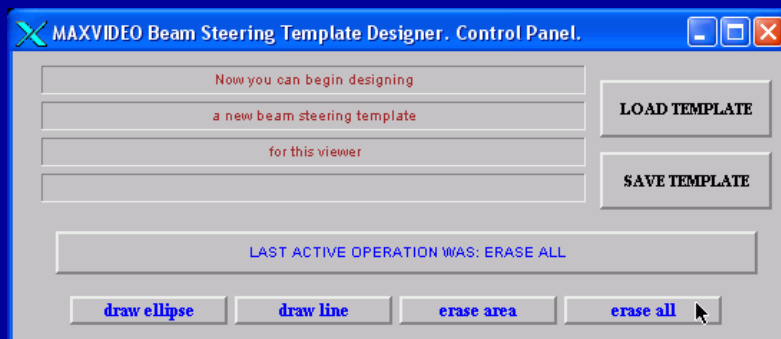 MAXVIDEO Beam Steering Template Designer. Control Panel.
Now you can begin designing
a new beam steering template
for this viewer
LOAD TEMPLATE
SAVE TEMPLATE
LAST ACTIVE OPERATION WAS: ERASE ALL
draw ellipse
draw line
erase area
erase all